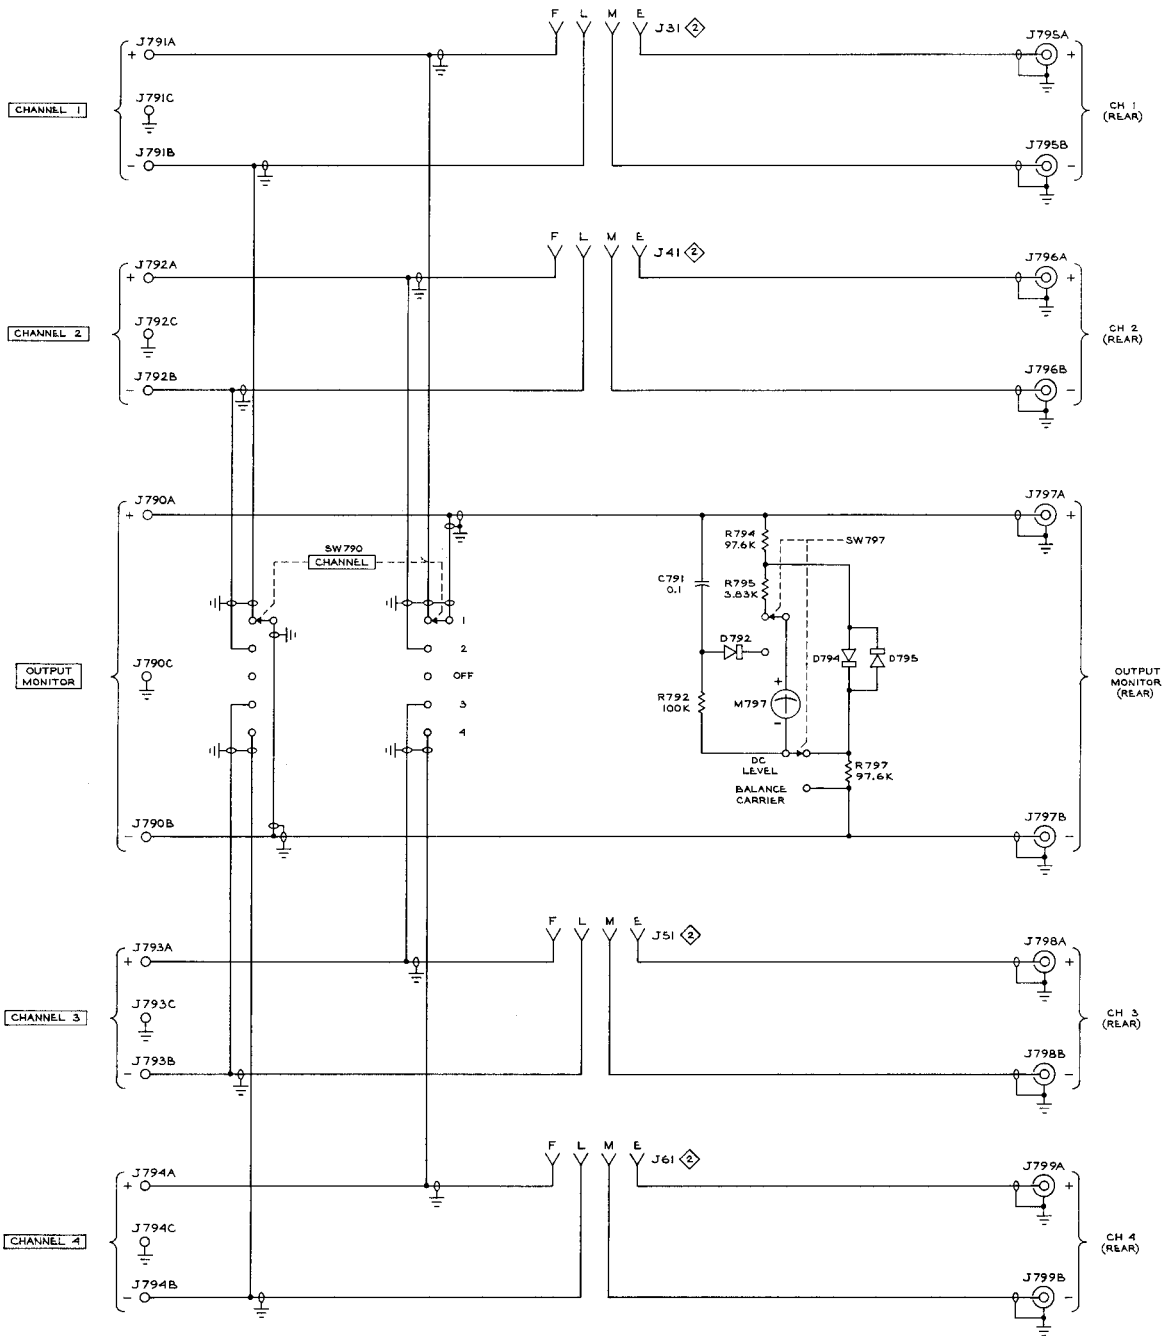 F L M E J31 2
J791A
+
J795A
+
CHANNEL 1
J791C
CH 1
(REAR)
J791B
-
J795B
-
F L M E J41 2
J792A
+
J796A
+
CHANNEL 2
J792C
CH 2
(REAR)
J792B
-
J796B
-
J790A
+
J797A
+
SW790
CHANNEL
R794
97.6K
SW797
C791
0.1
R795
3.83K
1
2
OFF
3
4
D792
D794
D795
OUTPUT
MONITOR
J790C
R792
100K
+
M797
-
OUTPUT
MONITOR
(REAR)
DC
LEVEL
R797
97.6K
BALANCE
CARRIER
J790B
-
J797B
-
F L M E J51 2
J793A
+
J798A
+
CHANNEL 3
J793C
CH 3
(REAR)
J793B
-
J798B
-
F L M E J61 2
J794A
+
J799A
+
CHANNEL 4
J794C
CH 4
(REAR)
J794B
-
J799B
-